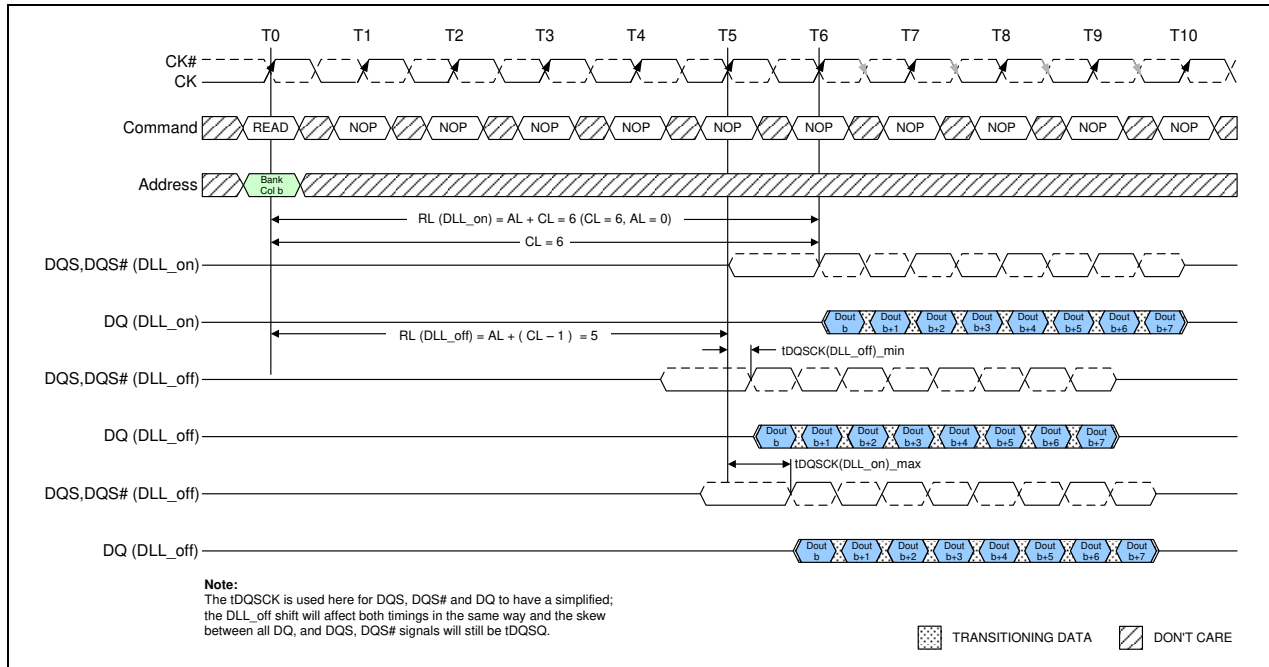 T0 T1 T2 T3 T4 T5 T6 T7 T8 T9 T10
CK#
CK
Command READ NOP NOP NOP NOP NOP NOP NOP NOP NOP NOP
Address Bank
Col b
RL (DLL_on) = AL + CL = 6 (CL = 6, AL = 0)
CL = 6
DQS,DQS# (DLL_on)
DQ (DLL_on) Dout b Dout b+1 Dout b+2 Dout b+3 Dout b+4 Dout b+5 Dout b+6 Dout b+7
RL (DLL_off) = AL + ( CL – 1 ) = 5
tDQSCK(DLL_off)_min
DQS,DQS# (DLL_off)
DQ (DLL_off) Dout b Dout b+1 Dout b+2 Dout b+3 Dout b+4 Dout b+5 Dout b+6 Dout b+7
tDQSCK(DLL_on)_max
DQS,DQS# (DLL_off)
DQ (DLL_off) Dout b Dout b+1 Dout b+2 Dout b+3 Dout b+4 Dout b+5 Dout b+6 Dout b+7
Note:
The tDQSCK is used here for DQS, DQS# and DQ to have a simplified;
the DLL_off shift will affect both timings in the same way and the skew
between all DQ, and DQS, DQS# signals will still be tDQSQ.
TRANSITIONING DATA DON'T CARE